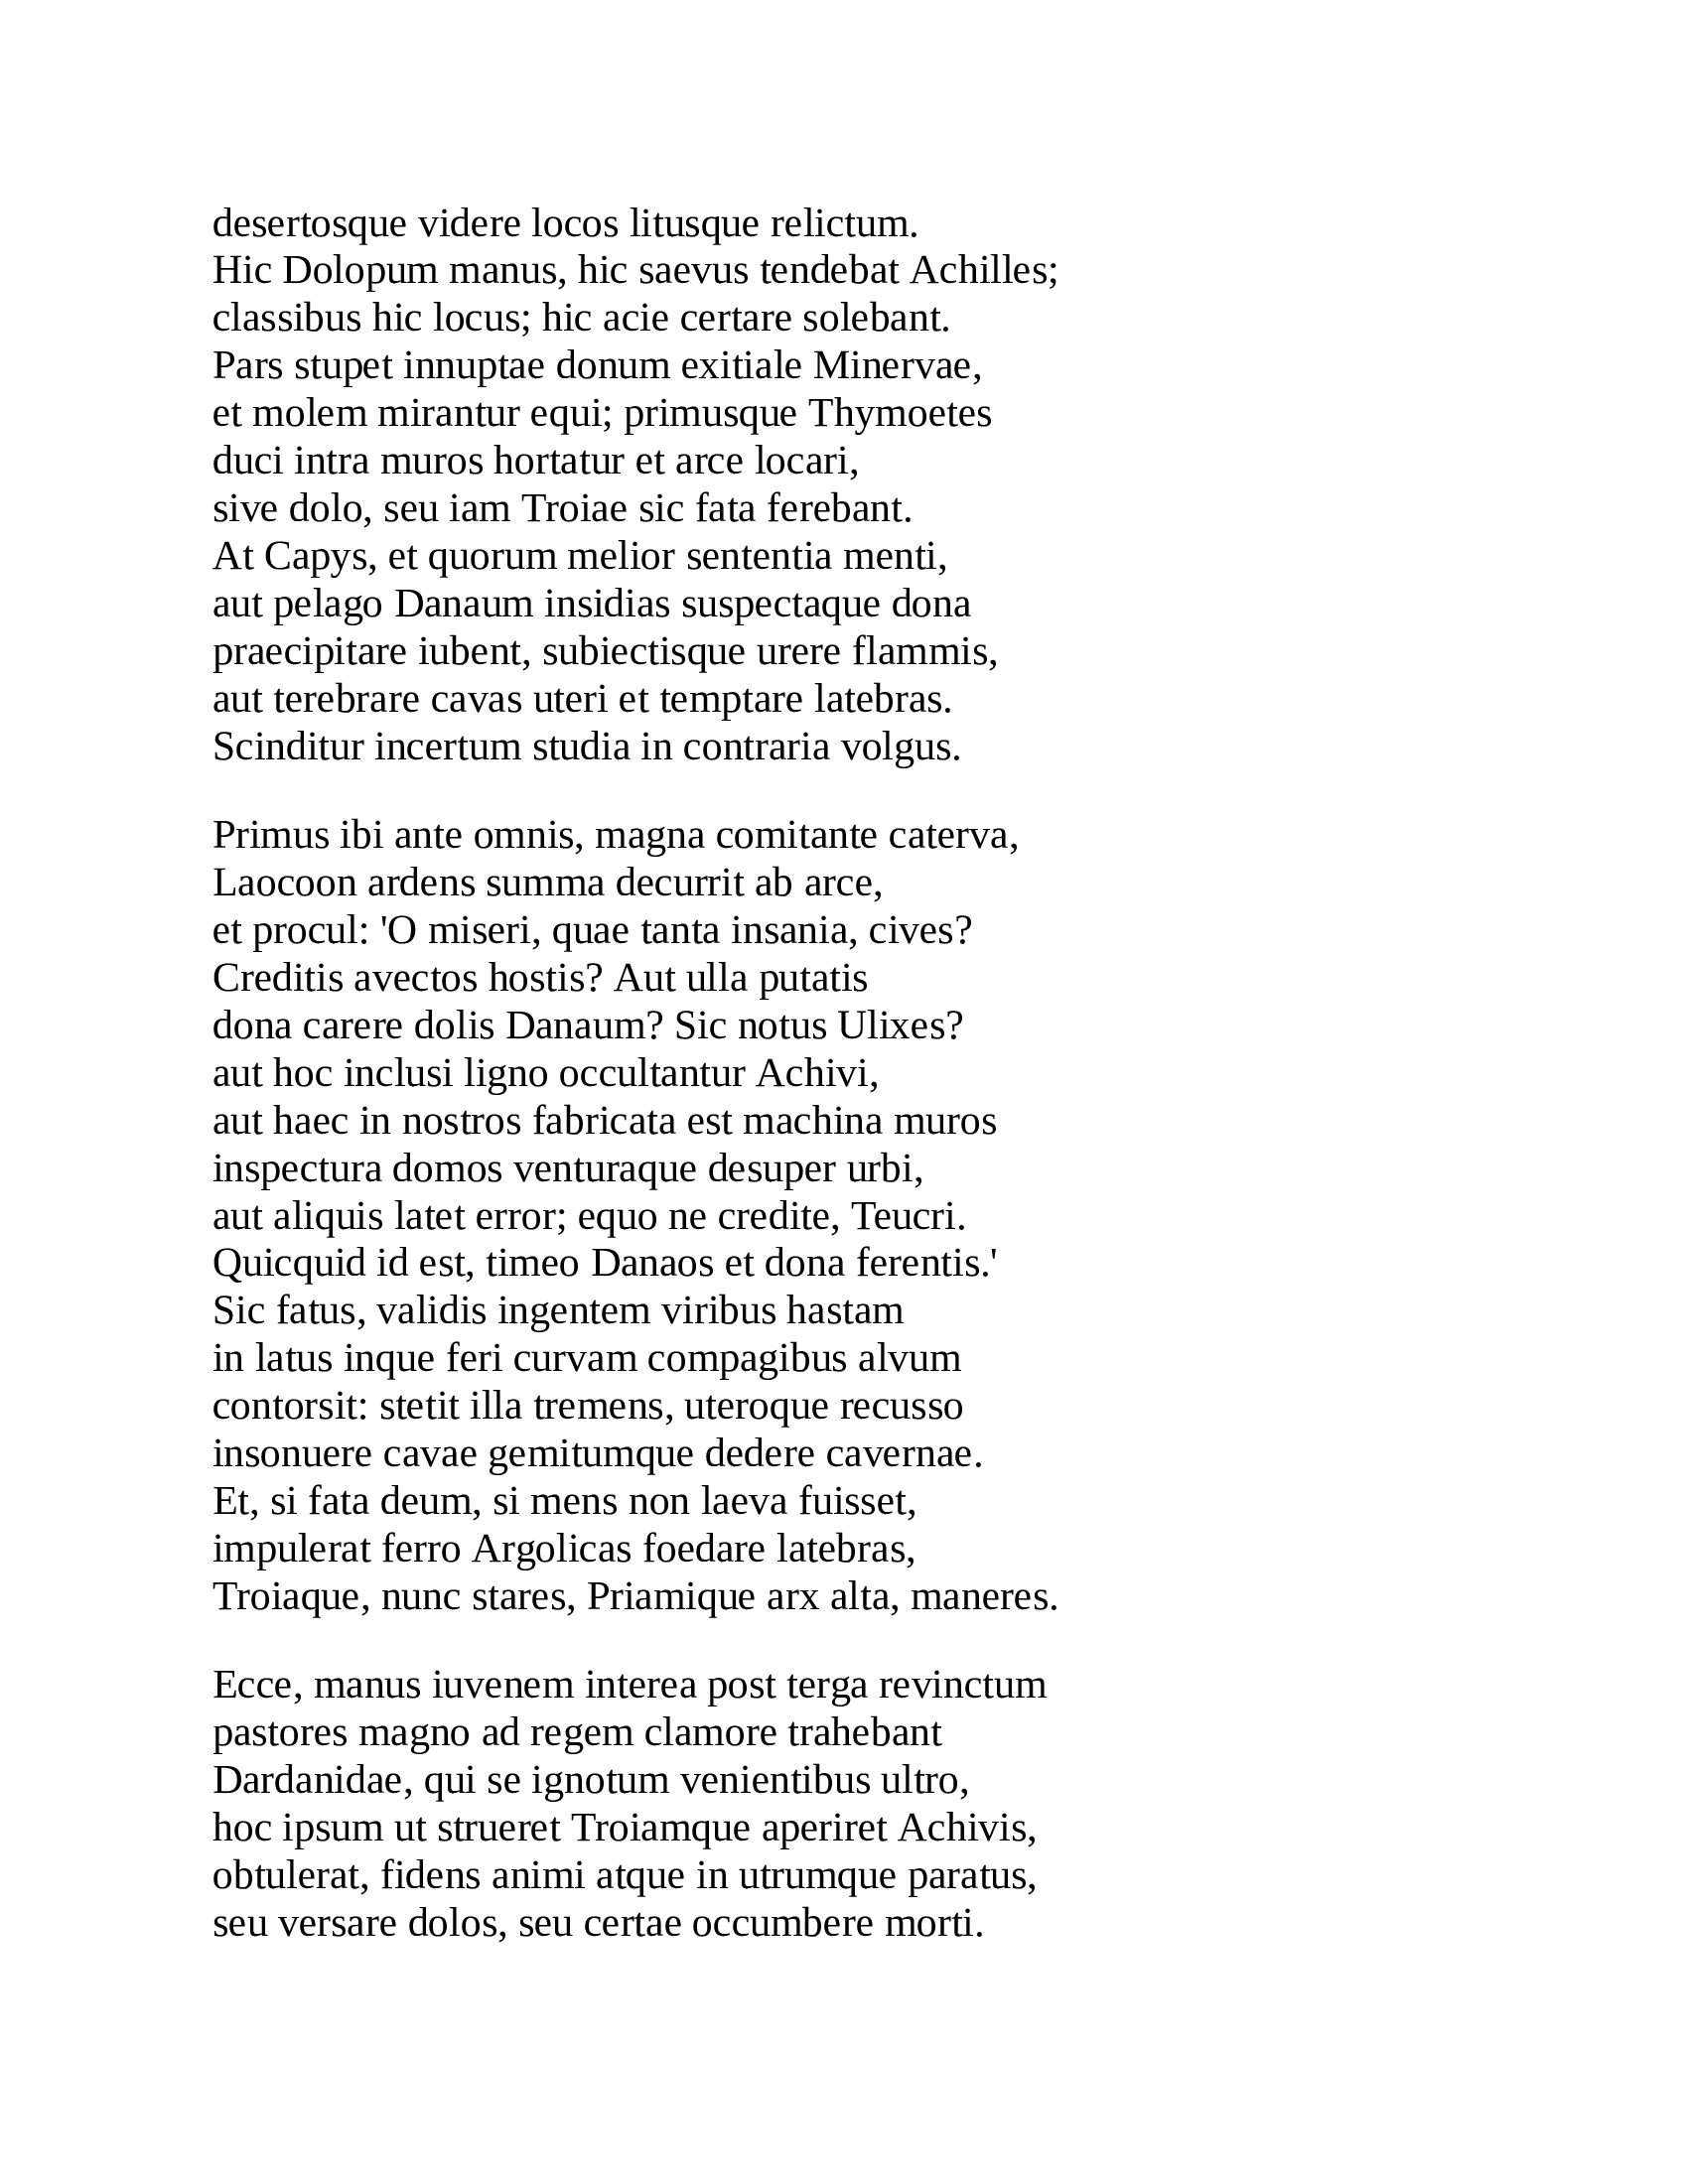 desertosque videre locos litusque relictum.
Hic Dolopum manus, hic saevus tendebat Achilles;
classibus hic locus; hic acie certare solebant.
Pars stupet innuptae donum exitiale Minervae,
et molem mirantur equi; primusque Thymoetes
duci intra muros hortatur et arce locari,
sive dolo, seu iam Troiae sic fata ferebant.
At Capys, et quorum melior sententia menti,
aut pelago Danaum insidias suspectaque dona
praecipitare iubent, subiectisque urere flammis,
aut terebrare cavas uteri et temptare latebras.
Scinditur incertum studia in contraria volgus.

Primus ibi ante omnis, magna comitante caterva,
Laocoon ardens summa decurrit ab arce,
et procul: 'O miseri, quae tanta insania, cives?
Creditis avectos hostis? Aut ulla putatis
dona carere dolis Danaum? Sic notus Ulixes?
aut hoc inclusi ligno occultantur Achivi,
aut haec in nostros fabricata est machina muros
inspectura domos venturaque desuper urbi,
aut aliquis latet error; equo ne credite, Teucri.
Quicquid id est, timeo Danaos et dona ferentis.'
Sic fatus, validis ingentem viribus hastam
in latus inque feri curvam compagibus alvum
contorsit: stetit illa tremens, uteroque recusso
insonuere cavae gemitumque dedere cavernae.
Et, si fata deum, si mens non laeva fuisset,
impulerat ferro Argolicas foedare latebras,
Troiaque, nunc stares, Priamique arx alta, maneres.

Ecce, manus iuvenem interea post terga revinctum
pastores magno ad regem clamore trahebant
Dardanidae, qui se ignotum venientibus ultro,
hoc ipsum ut strueret Troiamque aperiret Achivis,
obtulerat, fidens animi atque in utrumque paratus,
seu versare dolos, seu certae occumbere morti.